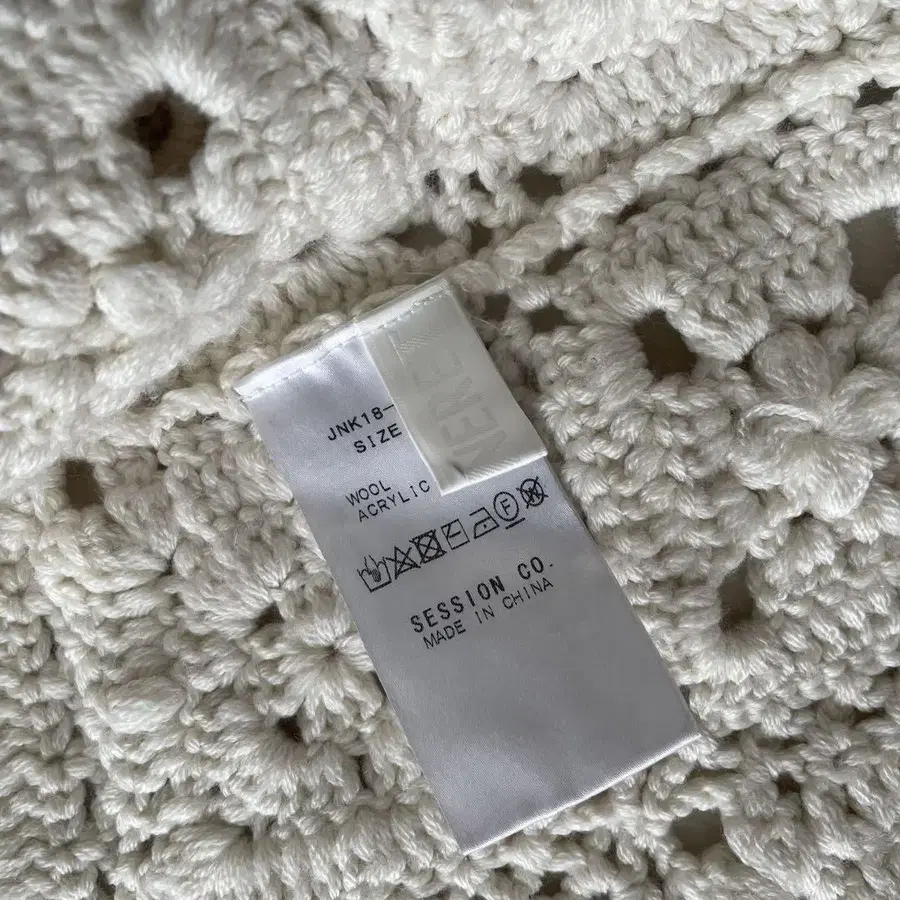 JNK18-
SIZE
WOOL
ACRYLIC
F
W
SESSION CO.
MADE IN CHINA